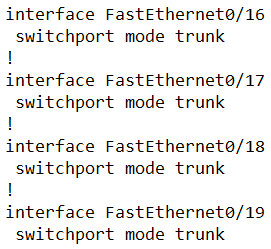 interface FastEthernet0/16
 switchport mode trunk
!
interface FastEthernet0/17
 switchport mode trunk
!
interface FastEthernet0/18
 switchport mode trunk
!
interface FastEthernet0/19
 switchport mode trunk